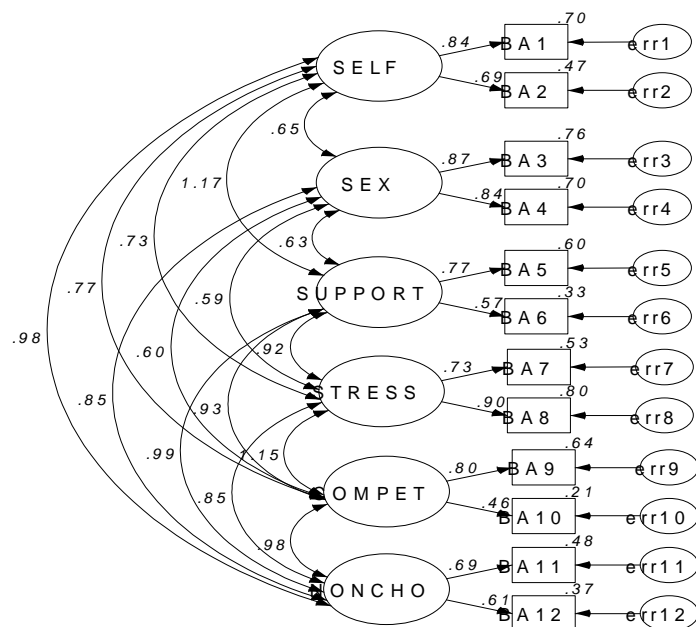 .70
.84 BA1 err1
SELF
.47
.69 BA2 err2
.65
.76
.87 BA3 err3
1.17 SEX
.70
.84 BA4 err4
.73 .63
.60
.77 BA5 err5
.77 .59 SUPPORT
.33
.57 BA6 err6
.98
.60 .92
.53
.73 BA7 err7
.85 .93 STRESS
.80
.90 BA8 err8
.99 1.15
.64
.80 BA9 err9
.85 COMPET
.21
.46 BA10 err10
.98
.48
.69 BA11 err11
.37
.61 BA12 err12